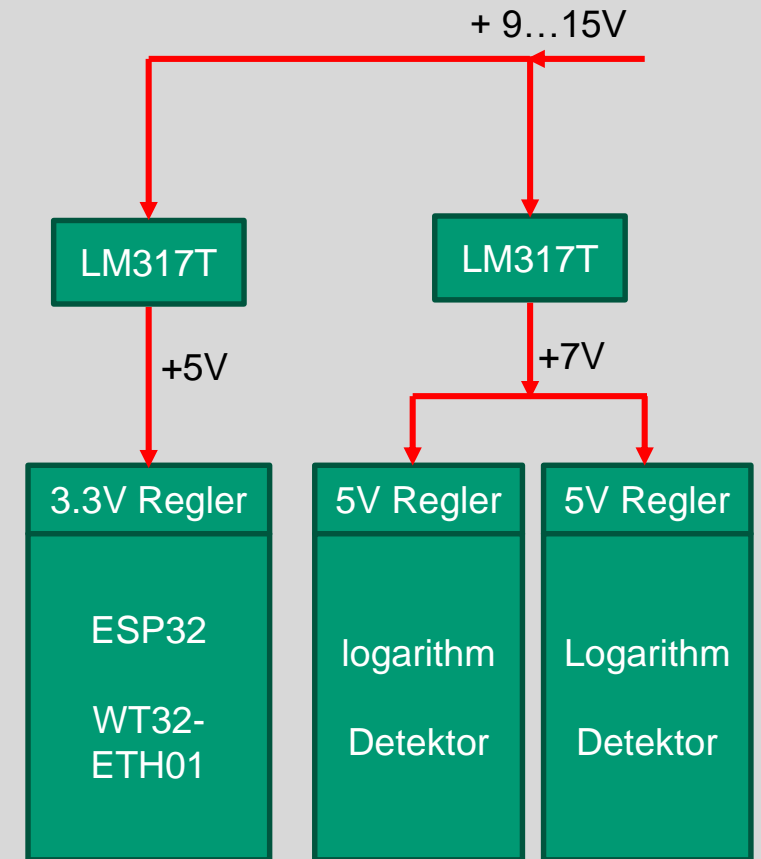 + 9…15V
LM317T
LM317T
+5V
+7V
3.3V Regler
5V Regler
5V Regler
ESP32
WT32-
ETH01
logarithm
Detektor
Logarithm
Detektor